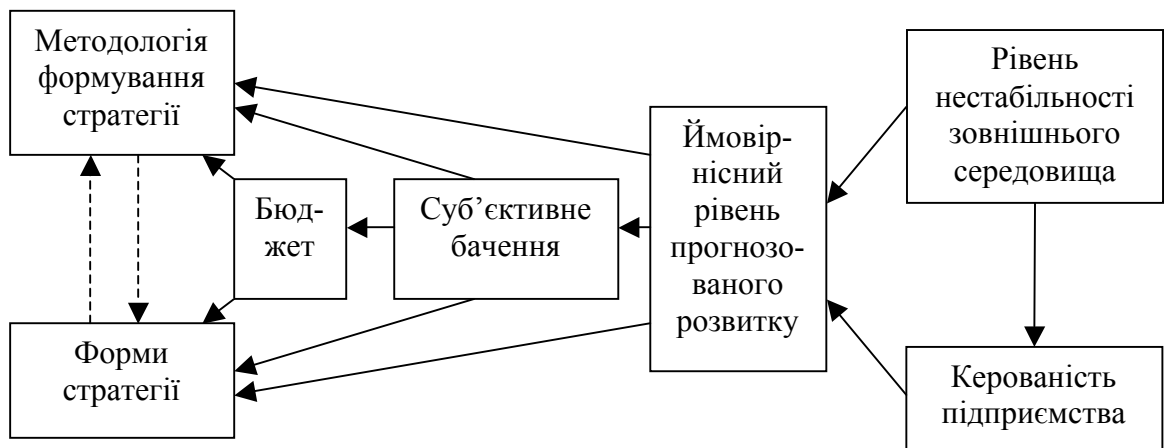 Методологія
формування
стратегії
Бюд-
жет
Суб’єктивне
бачення
Форми
стратегії
Ймовір-
нісний
рівень
прогнозо-
ваного
розвитку
Рівень
нестабільності
зовнішнього
середовища
Керованість
підприємства